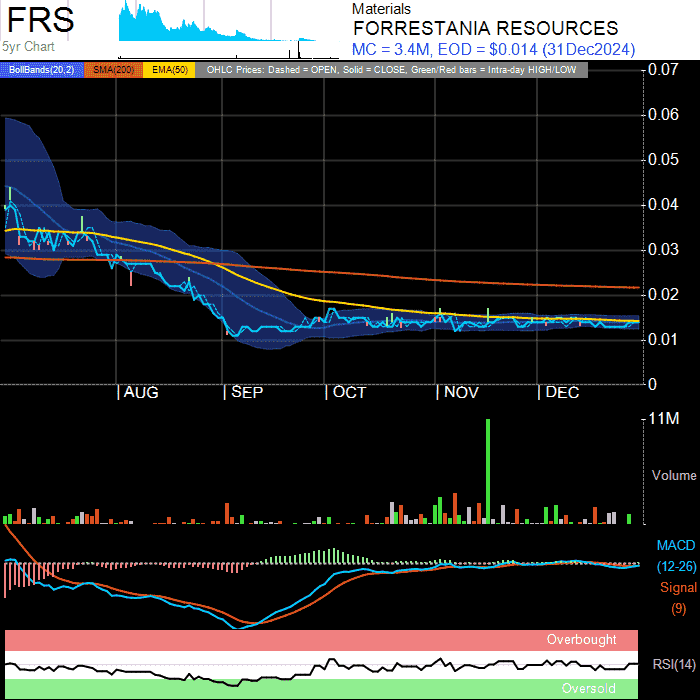 FRS
5yr Chart
Materials
FORRESTANIA RESOURCES
MC = 3.4M, EOD = $0.014 (31Dec2024)
BollBands(20,2) SMA(200) EMA(50) OHLC Prices: Dashed = OPEN, Solid = CLOSE, Green/Red bars = Intra-day HIGH/LOW
0.07
0.06
0.05
0.04
0.03
0.02
0.01
0
AUG SEP OCT NOV DEC
11M
Volume
MACD
(12-26)
Signal
(9)
Overbought
RSI(14)
Oversold